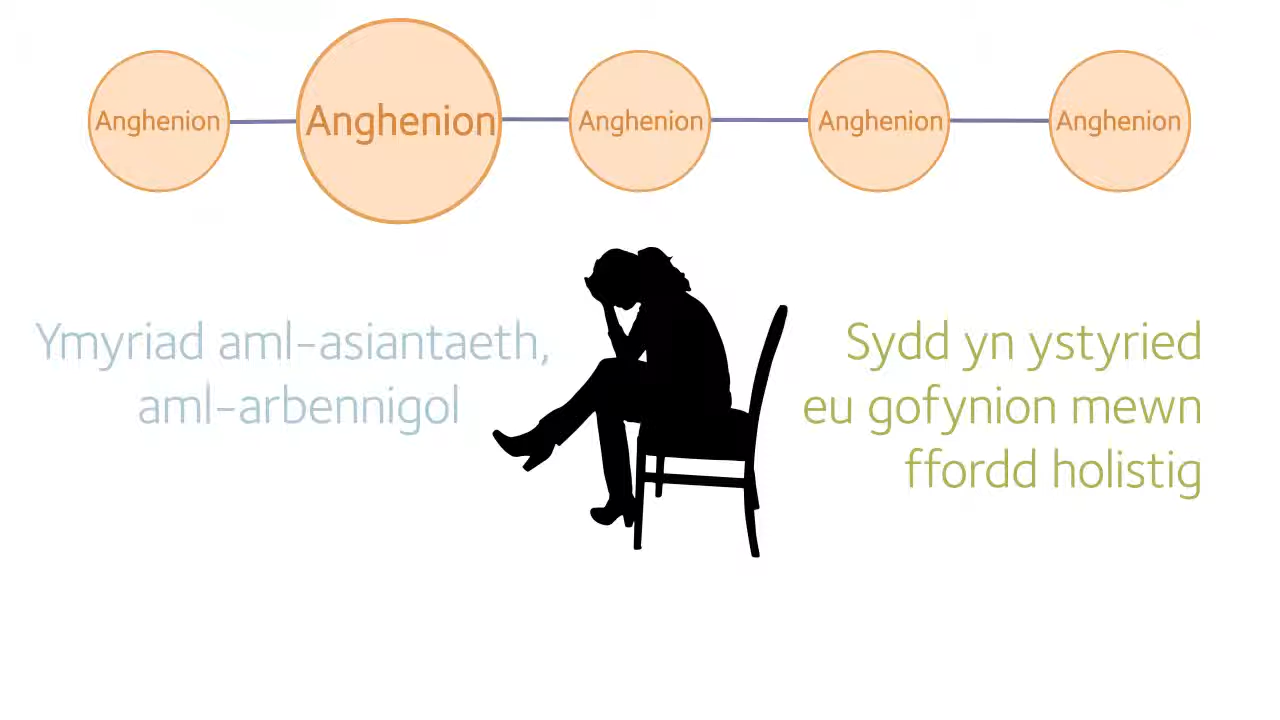 Anghenion Anghenion Anghenion Anghenion Anghenion
Ymyriad aml-asiantaeth,
aml-arbennigol
Sydd yn ystyried
eu gofynion mewn
ffordd holistig